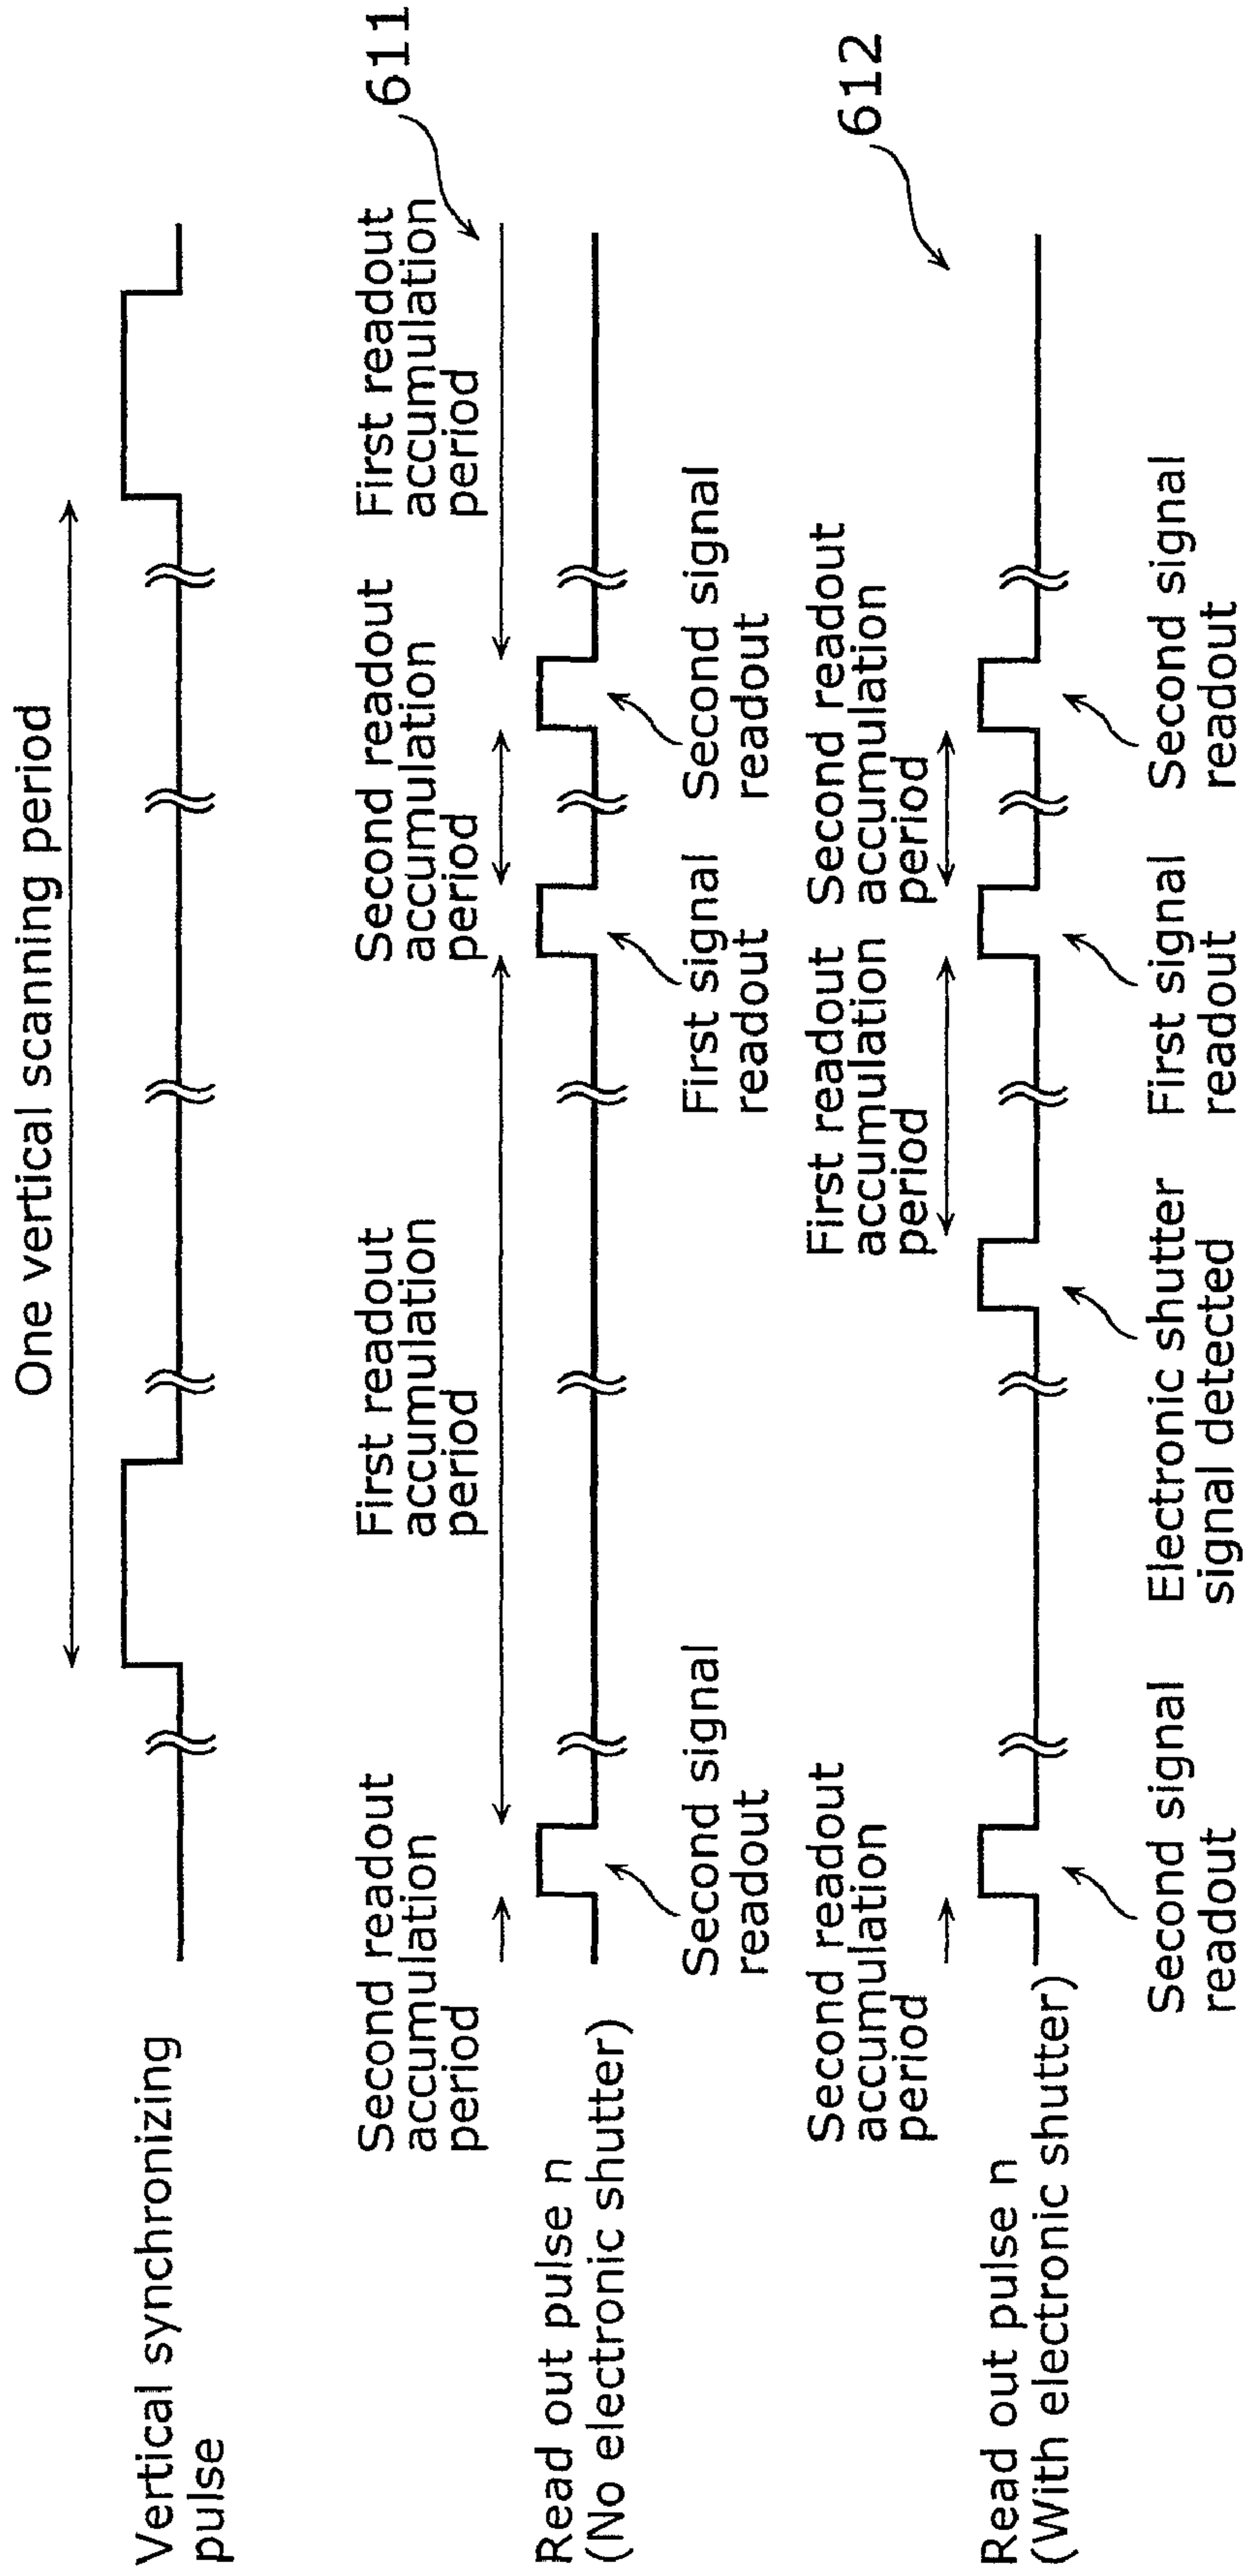 One vertical scanning period
Vertical synchronizing
pulse
611
Second readout
accumulation
period
First readout
accumulation
period
Second readout
accumulation
period
First readout
accumulation
period
Read out pulse n
(No electronic shutter)
Second signal
readout
First signal
readout
Second signal
readout
612
Second readout
accumulation
period
First readout
accumulation
period
Second readout
accumulation
period
Read out pulse n
(With electronic shutter)
Second signal
readout
Electronic shutter
signal detected
First signal
readout
Second signal
readout